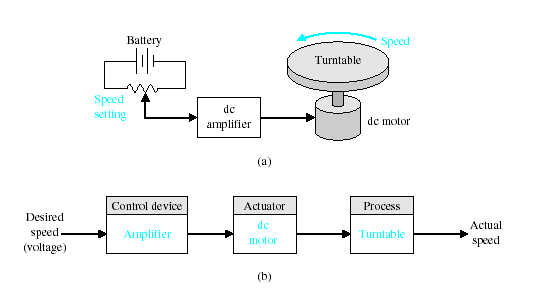 Battery
Speed
Turntable
Speed
setting
dc
amplifier
dc motor
(a)
Control device
Actuator
Process
Desired
speed
(voltage)
Amplifier
dc
motor
Turntable
Actual
speed
(b)